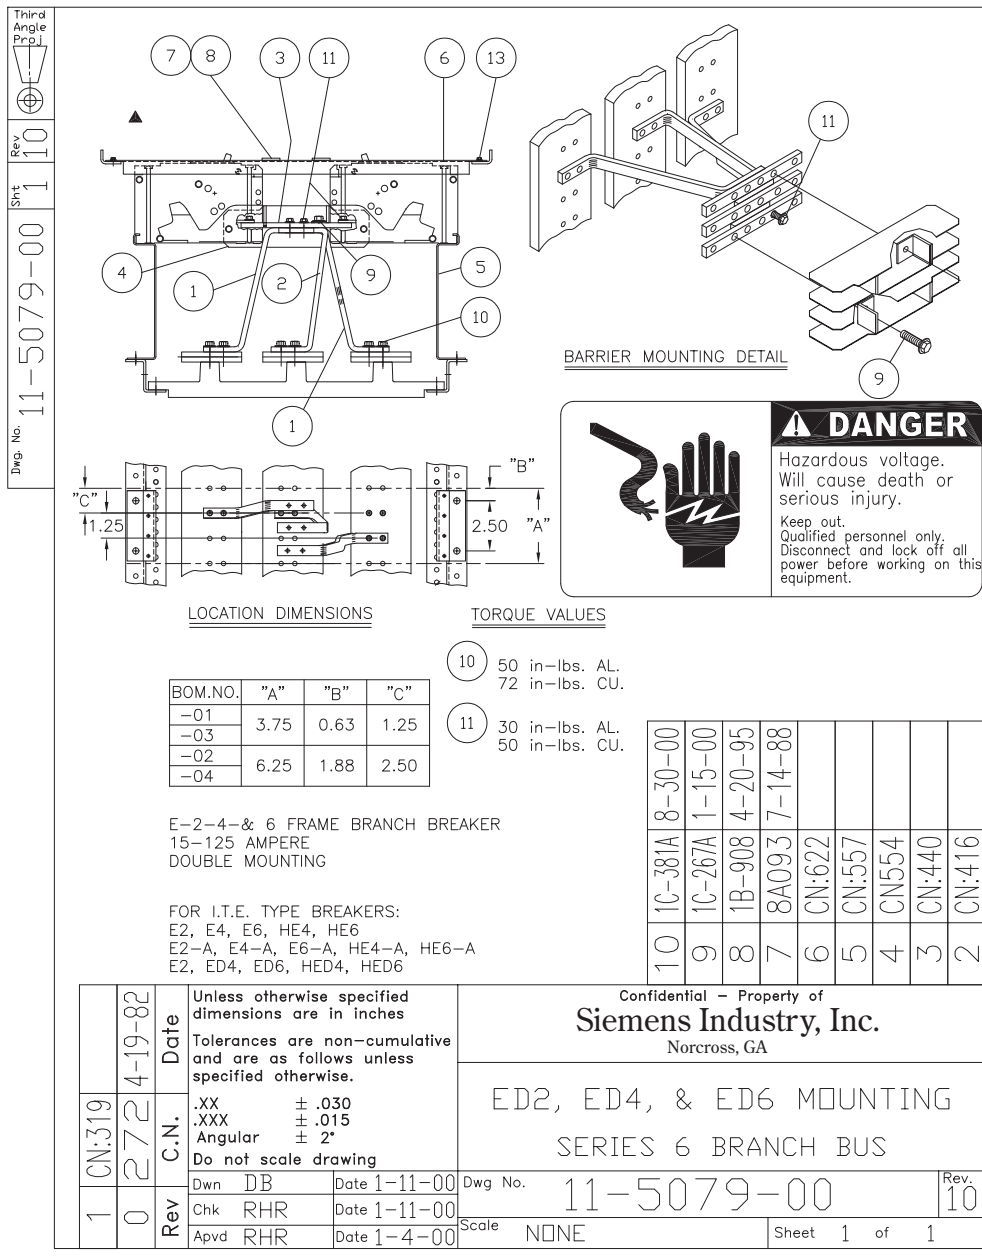 Third
Angle
Proj
Rev
10
Sht
1
Dwg. No.
11-5079-00
7
8
3
11
6
13
4
1
2
9
5
10
1
11
9
BARRIER MOUNTING DETAIL
DANGER
Hazardous voltage.
Will cause death or
serious injury.
Keep out.
Qualified personnel only.
Disconnect and lock off all
power before working on this
equipment.
"B"
"C"
1.25
2.50
"A"
LOCATION DIMENSIONS
TORQUE VALUES
10 50 in-lbs. AL.
72 in-lbs. CU.
11 30 in-lbs. AL.
50 in-lbs. CU.
BOM.NO. "A" "B" "C"
-01
-03
3.75 0.63 1.25
-02
-04
6.25 1.88 2.50
E-2-4-& 6 FRAME BRANCH BREAKER
15-125 AMPERE
DOUBLE MOUNTING
FOR I.T.E. TYPE BREAKERS:
E2, E4, E6, HE4, HE6
E2-A, E4-A, E6-A, HE4-A, HE6-A
E2, ED4, ED6, HED4, HED6
10 1C-381A 8-30-00
9 1C-267A 1-15-00
8 1B-908 4-20-95
7 8A093 7-14-88
6 CN:622
5 CN:557
4 CN554
3 CN:440
2 CN:416
1 CN:319
0 272 4-19-82
Rev C.N. Date
Unless otherwise specified
dimensions are in inches
Tolerances are non-cumulative
and are as follows unless
specified otherwise.
.XX ± .030
.XXX ± .015
Angular ± 2°
Do not scale drawing
Dwn DB Date 1-11-00
Chk RHR Date 1-11-00
Apvd RHR Date 1-4-00
Confidential - Property of
Siemens Industry, Inc.
Norcross, GA
ED2, ED4, & ED6 MOUNTING
SERIES 6 BRANCH BUS
Dwg No. 11-5079-00
Rev.
10
Scale NONE
Sheet 1 of 1